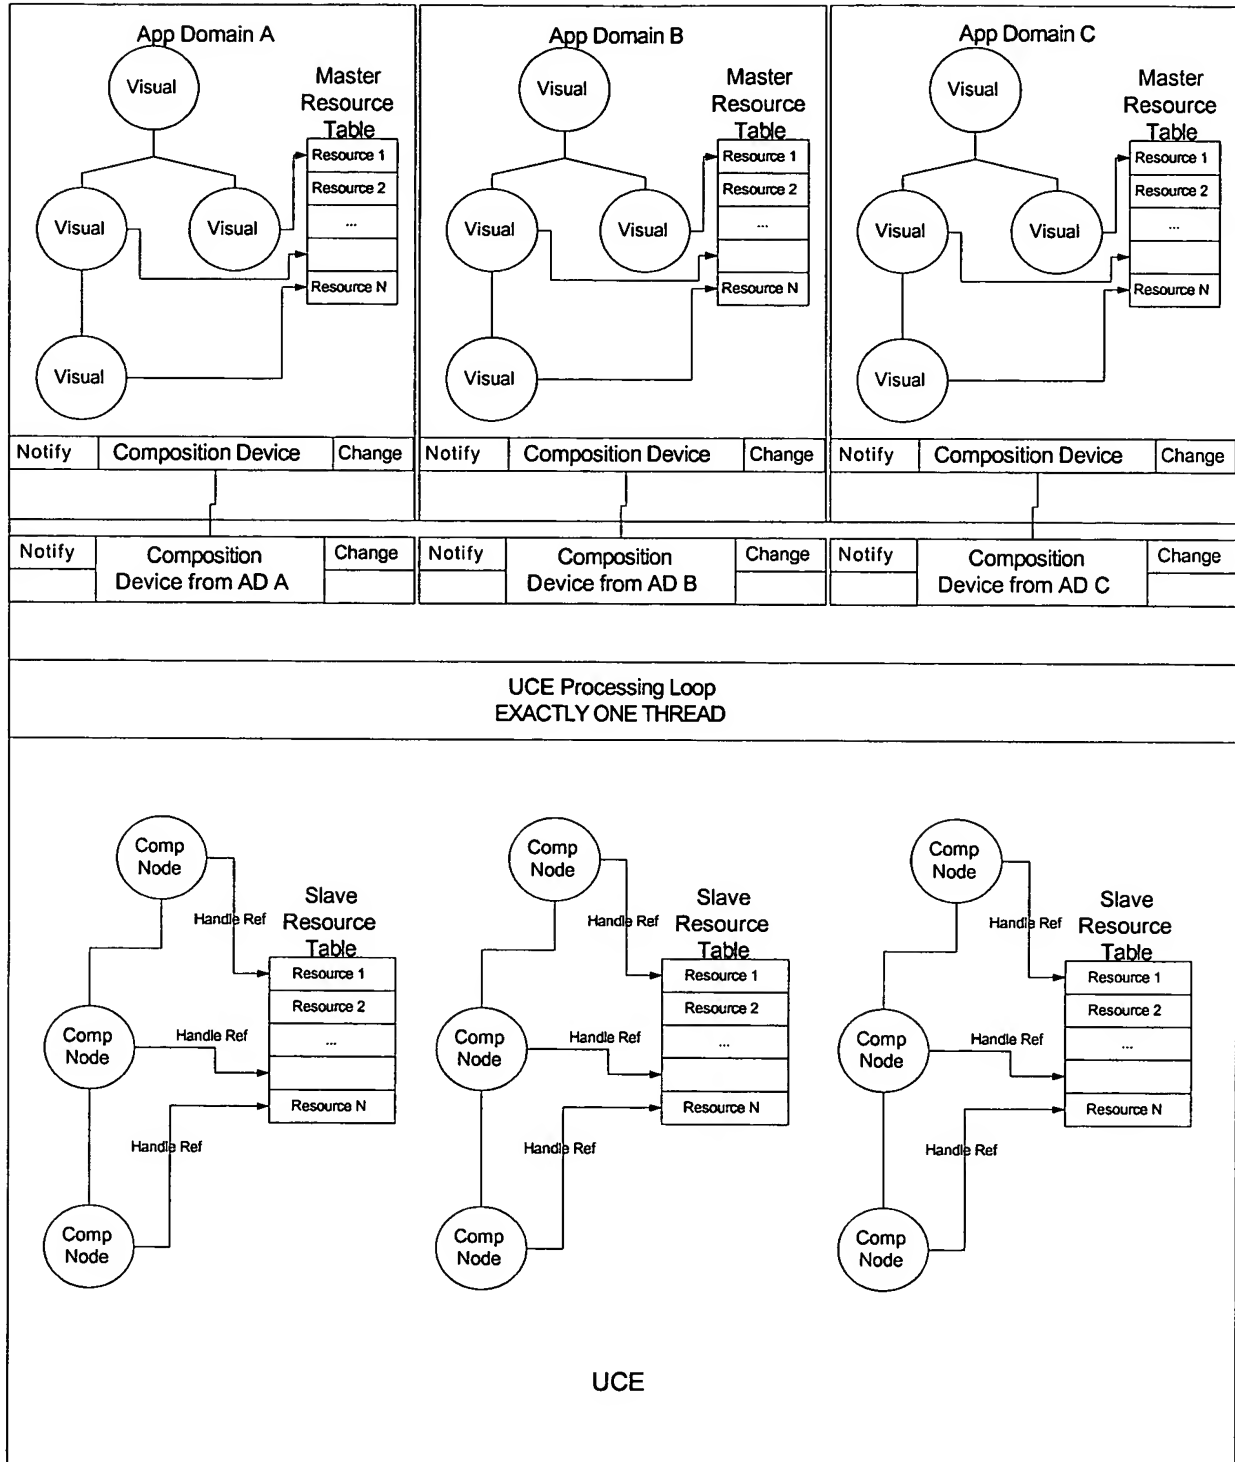 App Domain A
Visual
Master
Resource
Table
Resource 1
Resource 2
...
Resource N
Visual
Visual
Visual
App Domain B
Visual
Master
Resource
Table
Resource 1
Resource 2
...
Resource N
Visual
Visual
Visual
App Domain C
Visual
Master
Resource
Table
Resource 1
Resource 2
...
Resource N
Visual
Visual
Visual
Notify
Composition Device
Change
Notify
Composition Device
Change
Notify
Composition Device
Change
Notify
Composition
Device from AD A
Change
Notify
Composition
Device from AD B
Change
Notify
Composition
Device from AD C
Change
UCE Processing Loop
EXACTLY ONE THREAD
Comp
Node
Handle Ref
Slave
Resource
Table
Resource 1
Resource 2
...
Resource N
Comp
Node
Handle Ref
Handle Ref
Comp
Node
Comp
Node
Handle Ref
Slave
Resource
Table
Resource 1
Resource 2
...
Resource N
Comp
Node
Handle Ref
Handle Ref
Comp
Node
Comp
Node
Handle Ref
Slave
Resource
Table
Resource 1
Resource 2
...
Resource N
Comp
Node
Handle Ref
Handle Ref
Comp
Node
UCE